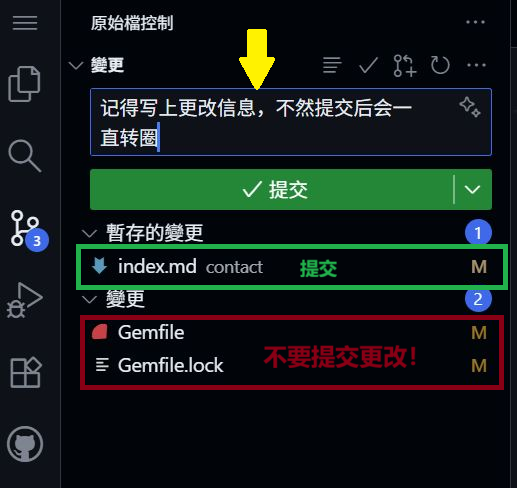 原始檔控制
變更
记得写上更改信息，不然提交后会一
直转圈
提交
暫存的變更 1
index.md contact 提交 M
變更 2
Gemfile M
Gemfile.lock 不要提交更改！ M
3